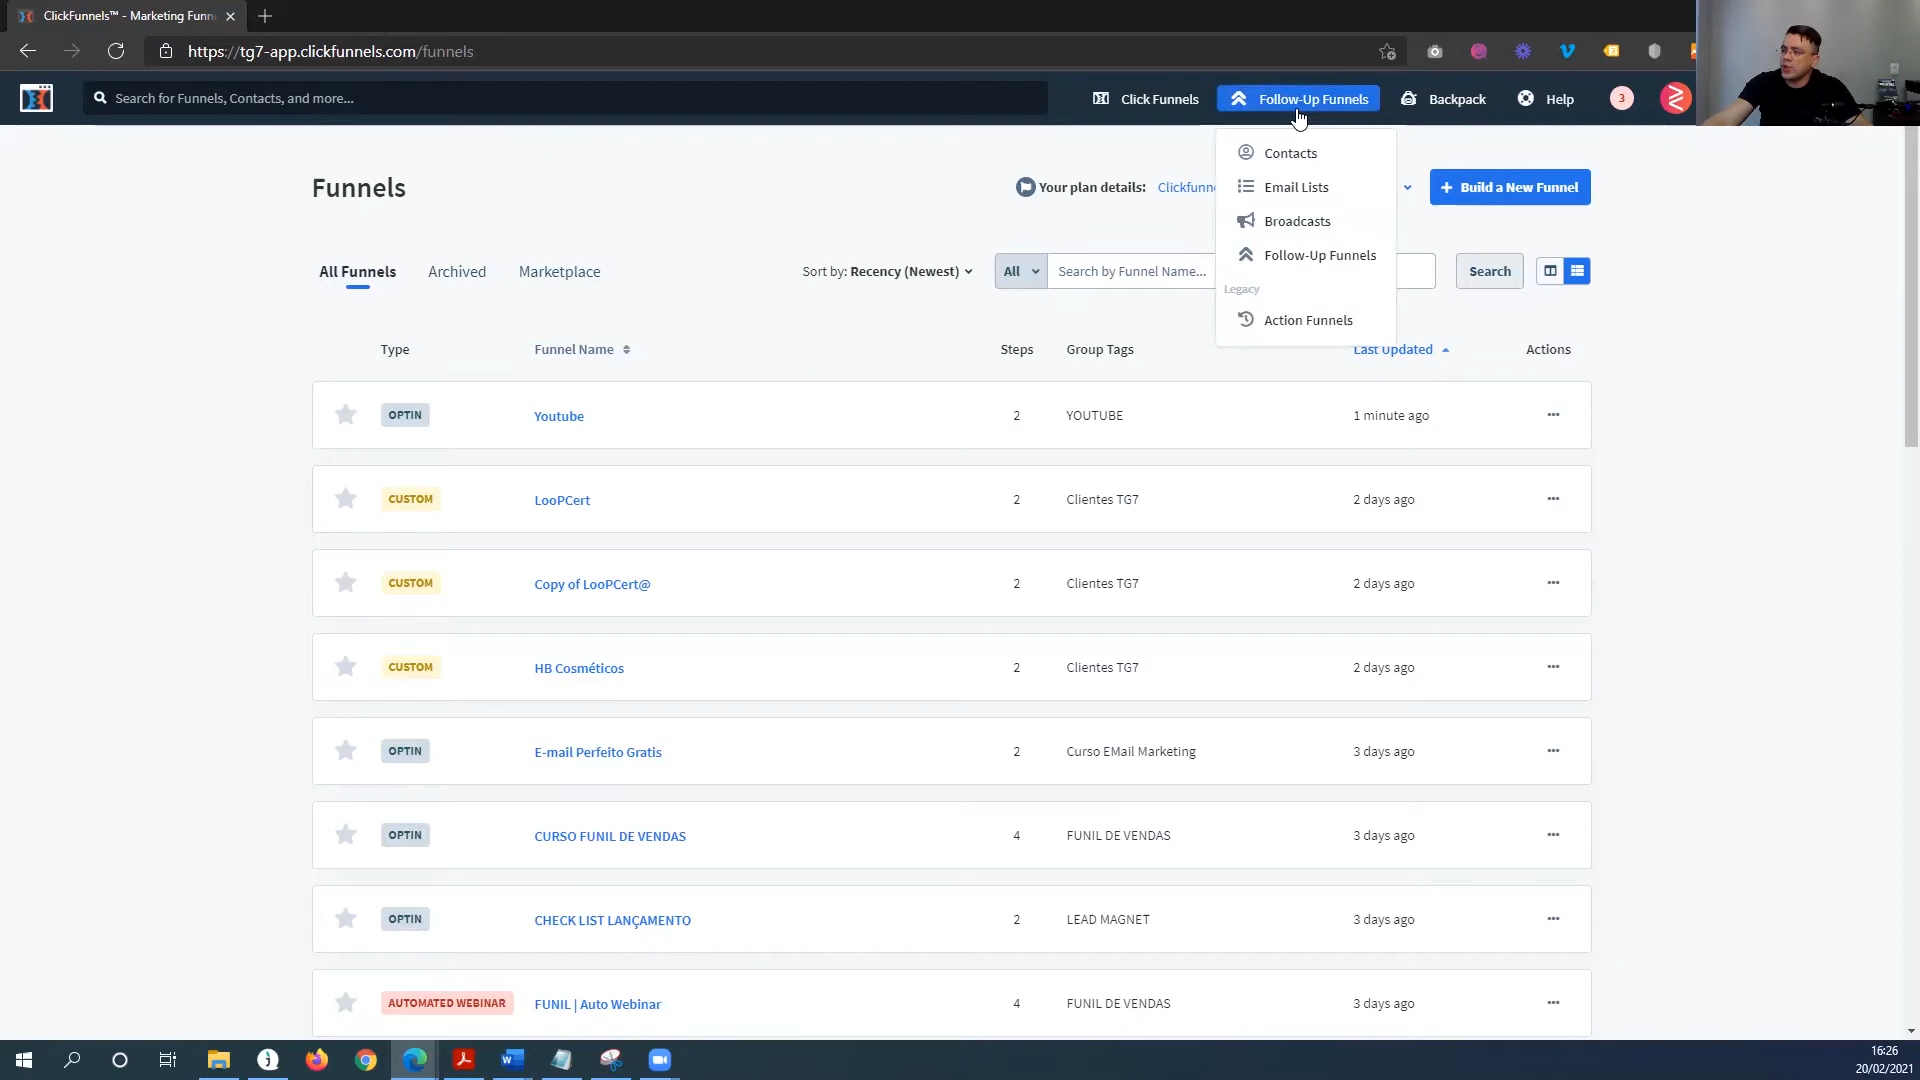 ClickFunnels™ - Marketing Funn
https://tg7-app.clickfunnels.com/funnels
Search for Funnels, Contacts, and more...
Click Funnels
Follow-Up Funnels
Backpack
Help
3
Contacts
Email Lists
Broadcasts
Follow-Up Funnels
Legacy
Action Funnels
Funnels
Your plan details: Clickfunne
+ Build a New Funnel
All Funnels
Archived
Marketplace
Sort by: Recency (Newest)
All
Search by Funnel Name...
Search
Type Funnel Name Steps Group Tags Last Updated Actions
OPTIN Youtube 2 YOUTUBE 1 minute ago
CUSTOM LooPCert 2 Clientes TG7 2 days ago
CUSTOM Copy of LooPCert@ 2 Clientes TG7 2 days ago
CUSTOM HB Cosméticos 2 Clientes TG7 2 days ago
OPTIN E-mail Perfeito Gratis 2 Curso EMail Marketing 3 days ago
OPTIN CURSO FUNIL DE VENDAS 4 FUNIL DE VENDAS 3 days ago
OPTIN CHECK LIST LANÇAMENTO 2 LEAD MAGNET 3 days ago
AUTOMATED WEBINAR FUNIL | Auto Webinar 4 FUNIL DE VENDAS 3 days ago
16:26
20/02/2021